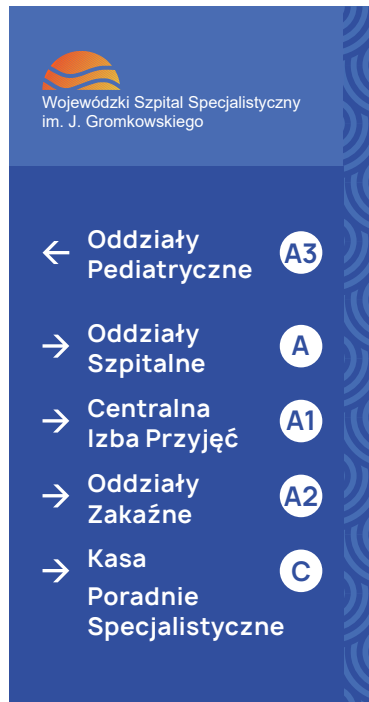 Wojewódzki Szpital Specjalistyczny
im. J. Gromkowskiego
← Oddziały A3
Pediatryczne
→ Oddziały A
Szpitalne
→ Centralna A1
Izba Przyjęć
→ Oddziały A2
Zakaźne
→ Kasa C
Poradnie
Specjalistyczne